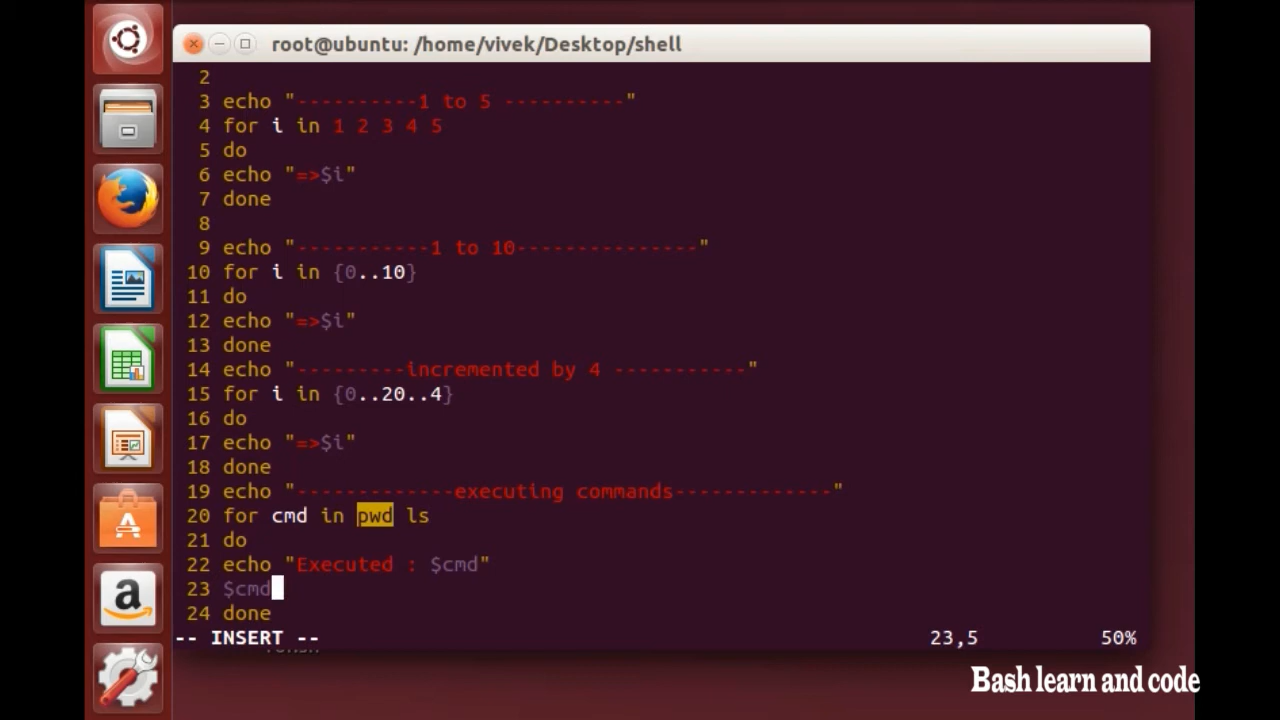 root@ubuntu: /home/vivek/Desktop/shell
2
3 echo "----------1 to 5 ----------"
4 for i in 1 2 3 4 5
5 do
6 echo "=>$i"
7 done
8
9 echo "-----------1 to 10---------------"
10 for i in {0..10}
11 do
12 echo "=>$i"
13 done
14 echo "---------incremented by 4 -----------"
15 for i in {0..20..4}
16 do
17 echo "=>$i"
18 done
19 echo "-------------executing commands-------------"
20 for cmd in pwd ls
21 do
22 echo "Executed : $cmd"
23 $cmd
24 done
-- INSERT -- 23,5 50%
Bash learn and code